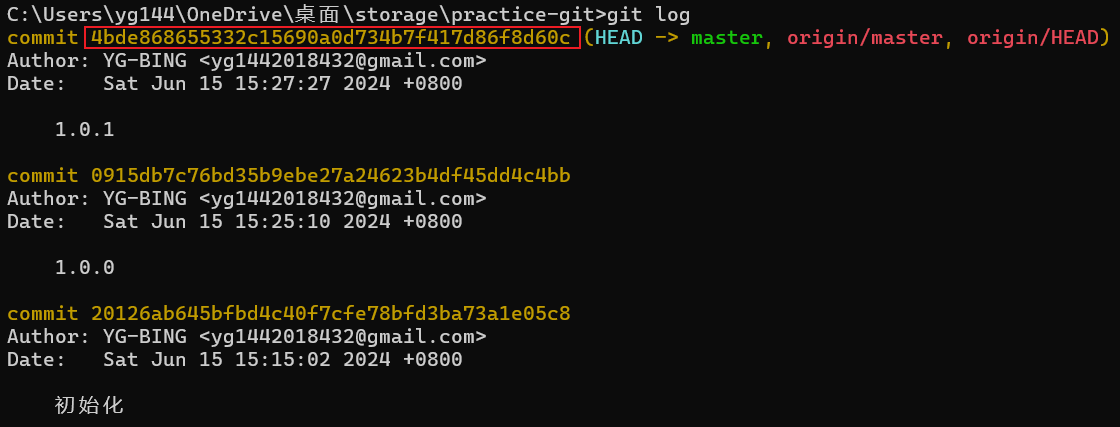 C:\Users\yg144\OneDrive\桌面\storage\practice-git>git log
commit 4bde868655332c15690a0d734b7f417d86f8d60c (HEAD -> master, origin/master, origin/HEAD)
Author: YG-BING <yg1442018432@gmail.com>
Date:   Sat Jun 15 15:27:27 2024 +0800
    1.0.1
commit 0915db7c76bd35b9ebe27a24623b4df45dd4c4bb
Author: YG-BING <yg1442018432@gmail.com>
Date:   Sat Jun 15 15:25:10 2024 +0800
    1.0.0
commit 20126ab645bfbd4c40f7cfe78bfd3ba73a1e05c8
Author: YG-BING <yg1442018432@gmail.com>
Date:   Sat Jun 15 15:15:02 2024 +0800
    初始化